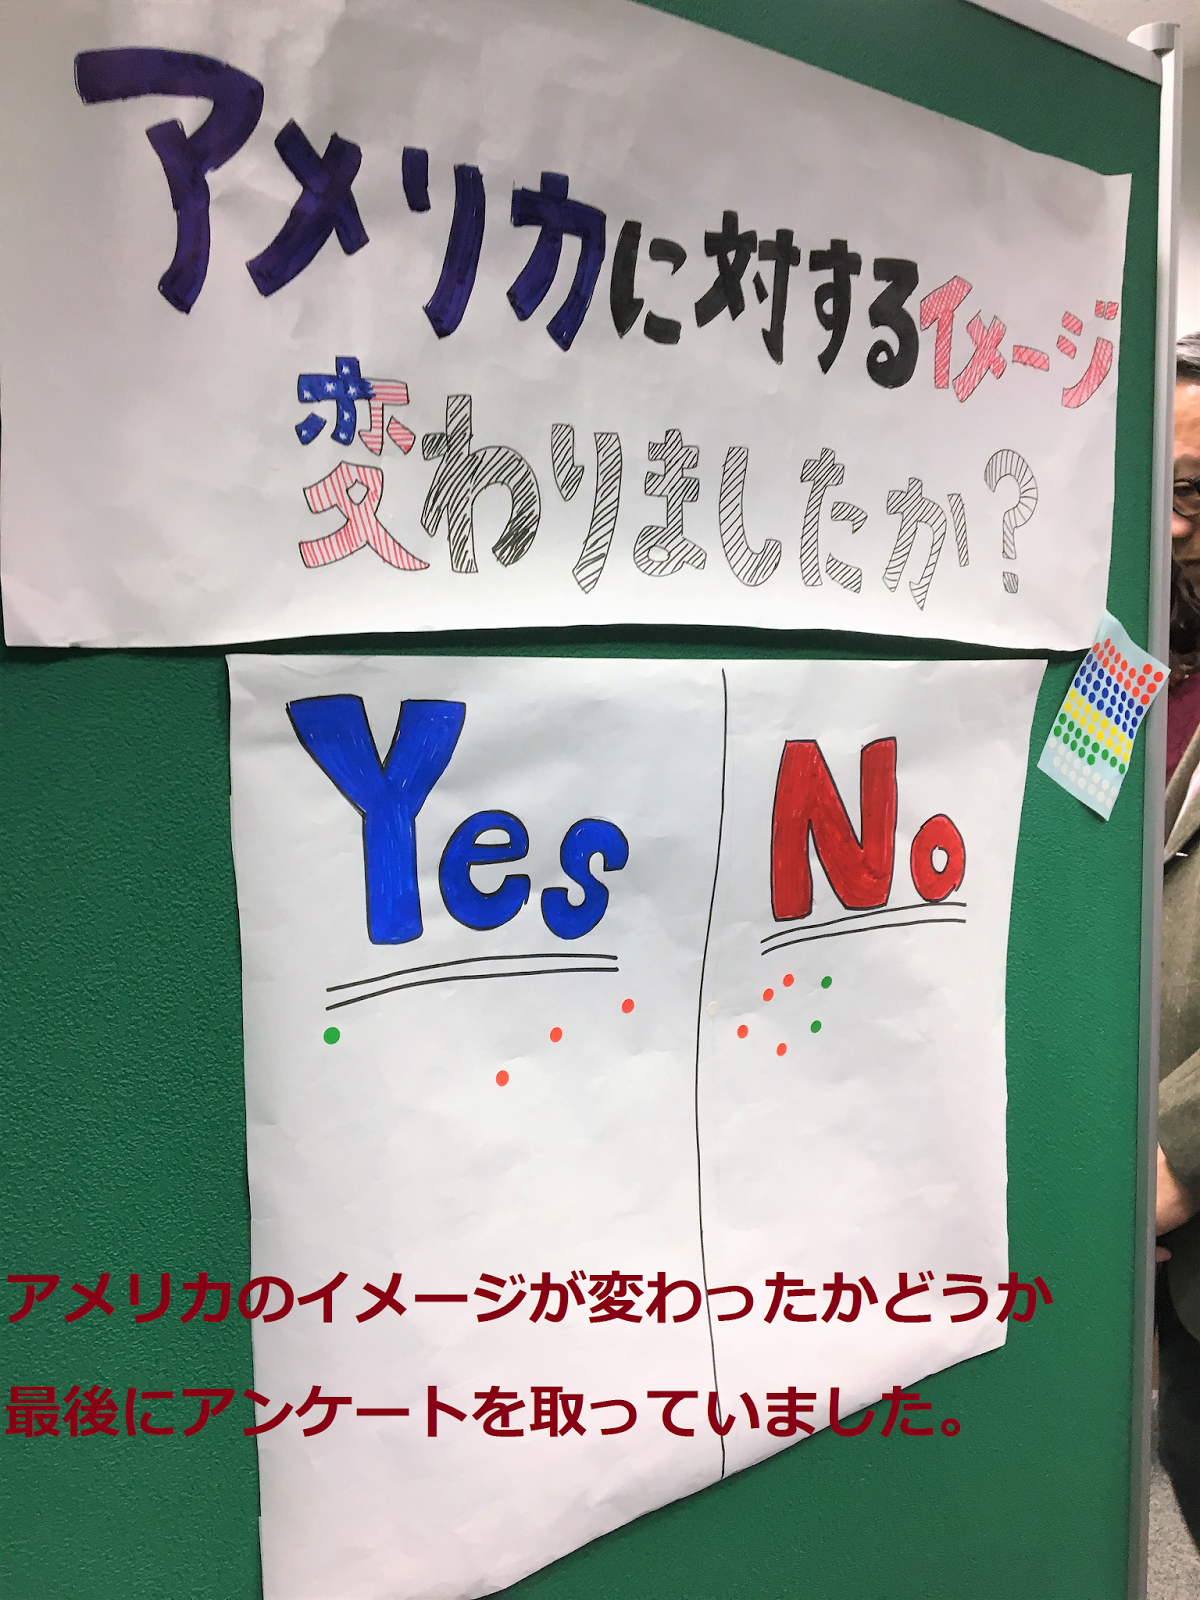 アメリカに対するイメージ
変わりましたか?
Yes
No
アメリカのイメージが変わったかどうか
最後にアンケートを取っていました。